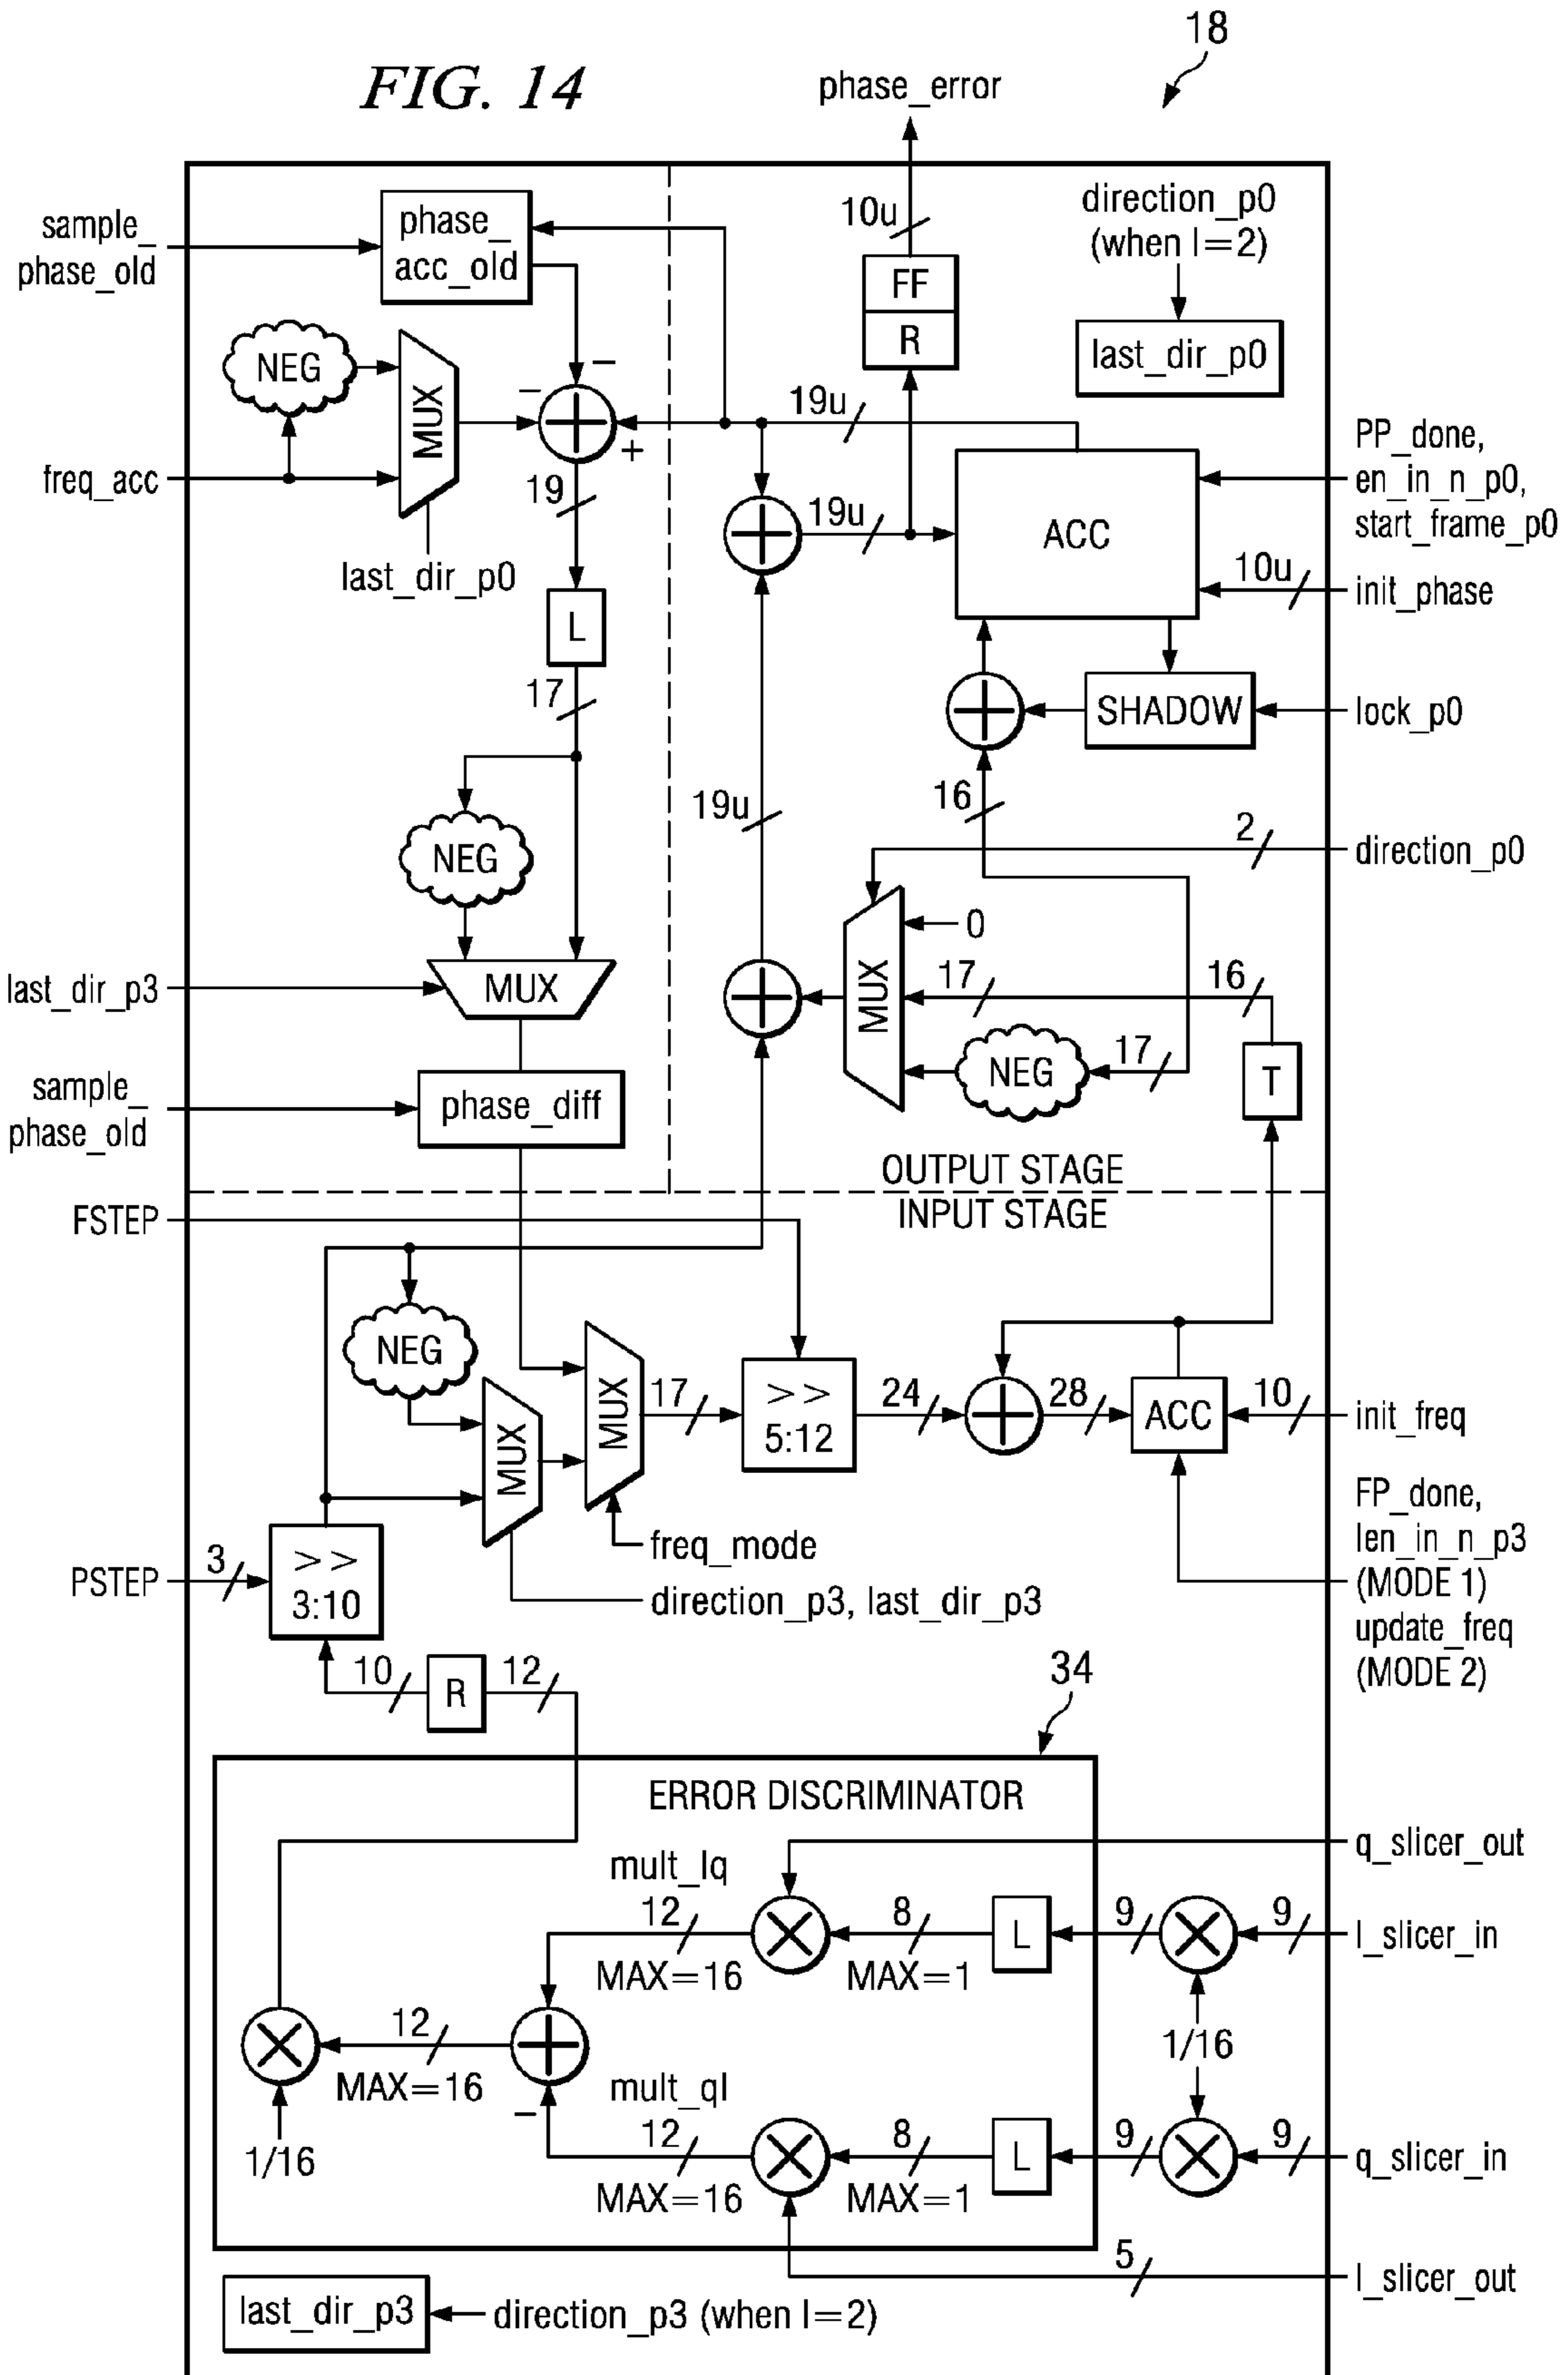 18
FIG. 14
phase_error
sample_
phase_old
phase_
acc_old
10u
direction_p0
(when I=2)
FF
R
last_dir_p0
NEG
MUX
−
−
+
freq_acc
19u
19
19u
last_dir_p0
ACC
PP_done,
en_in_n_p0,
start_frame_p0
10u
init_phase
L
17
SHADOW
lock_p0
16
19u
NEG
2
direction_p0
0
last_dir_p3
MUX
MUX
17
16
NEG
17
T
sample_
phase_old
phase_diff
OUTPUT STAGE
INPUT STAGE
FSTEP
NEG
MUX
MUX
17
>>
5:12
24
28
ACC
10
init_freq
freq_mode
direction_p3, last_dir_p3
FP_done,
len_in_n_p3
(MODE 1)
update_freq
(MODE 2)
PSTEP
3
>>
3:10
10
R
12
34
ERROR DISCRIMINATOR
q_slicer_out
mult_Iq
12
MAX=16
8
MAX=1
L
9
9
I_slicer_in
12
MAX=16
1/16
1/16
mult_qI
−
12
MAX=16
8
MAX=1
L
9
9
q_slicer_in
5
I_slicer_out
last_dir_p3
direction_p3 (when I=2)